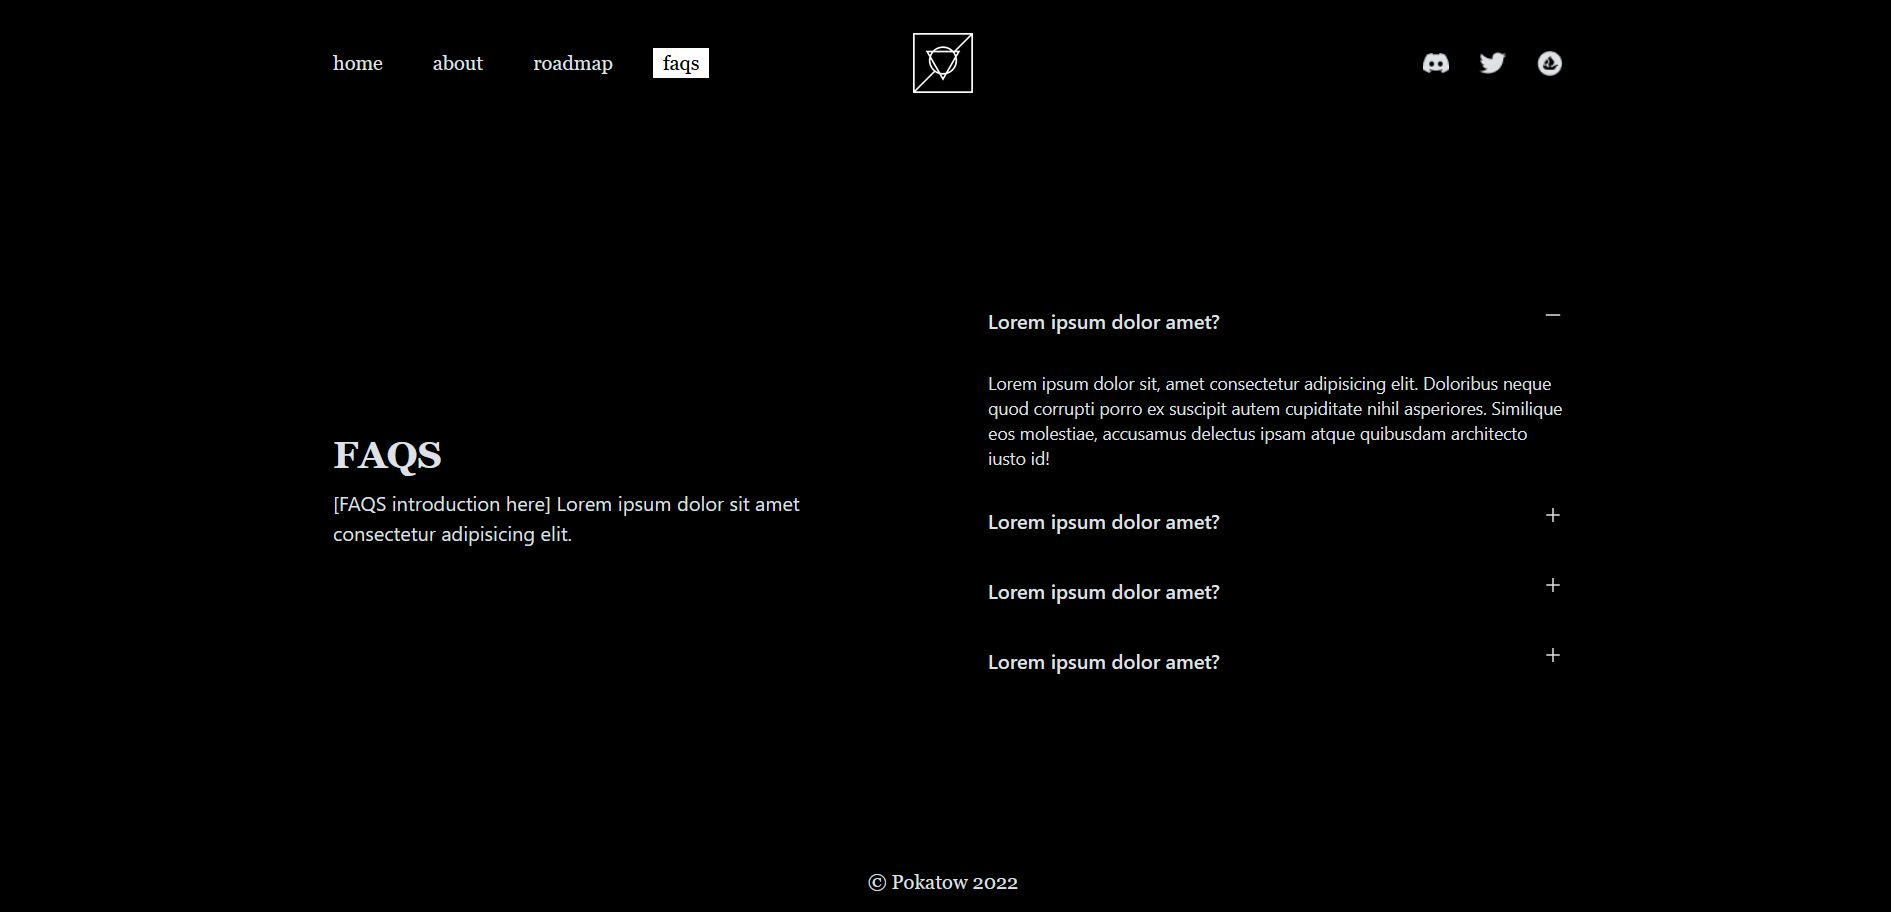 home
about
roadmap
faqs
FAQS
[FAQS introduction here] Lorem ipsum dolor sit amet
consectetur adipisicing elit.
Lorem ipsum dolor amet?
Lorem ipsum dolor sit, amet consectetur adipisicing elit. Doloribus neque
quod corrupti porro ex suscipit autem cupiditate nihil asperiores. Similique
eos molestiae, accusamus delectus ipsam atque quibusdam architecto
iusto id!
Lorem ipsum dolor amet?
Lorem ipsum dolor amet?
Lorem ipsum dolor amet?
© Pokatow 2022